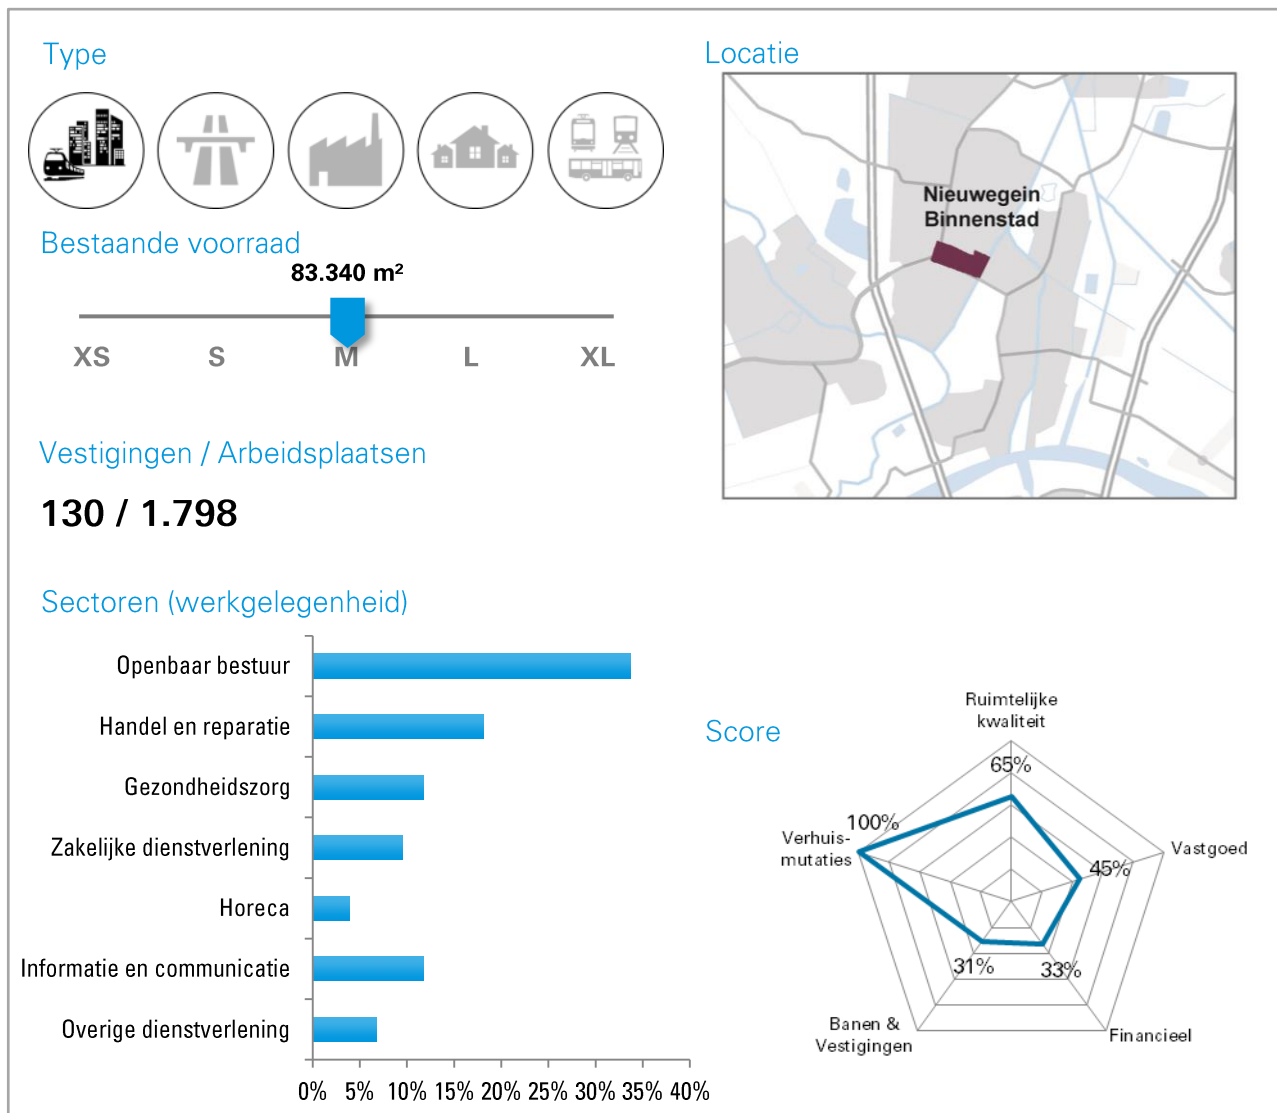 Type
Locatie
Nieuwegein
Binnenstad
Bestaande voorraad
83.340 m²
XS S M L XL
Vestigingen / Arbeidsplaatsen
130 / 1.798
Sectoren (werkgelegenheid)
Openbaar bestuur
Handel en reparatie
Gezondheidszorg
Zakelijke dienstverlening
Horeca
Informatie en communicatie
Overige dienstverlening
0% 5% 10% 15% 20% 25% 30% 35% 40%
Score
Ruimtelijke
kwaliteit
65%
100%
Verhuis-
mutaties
Vastgoed
45%
31%
33%
Banen &
Vestigingen
Financieel